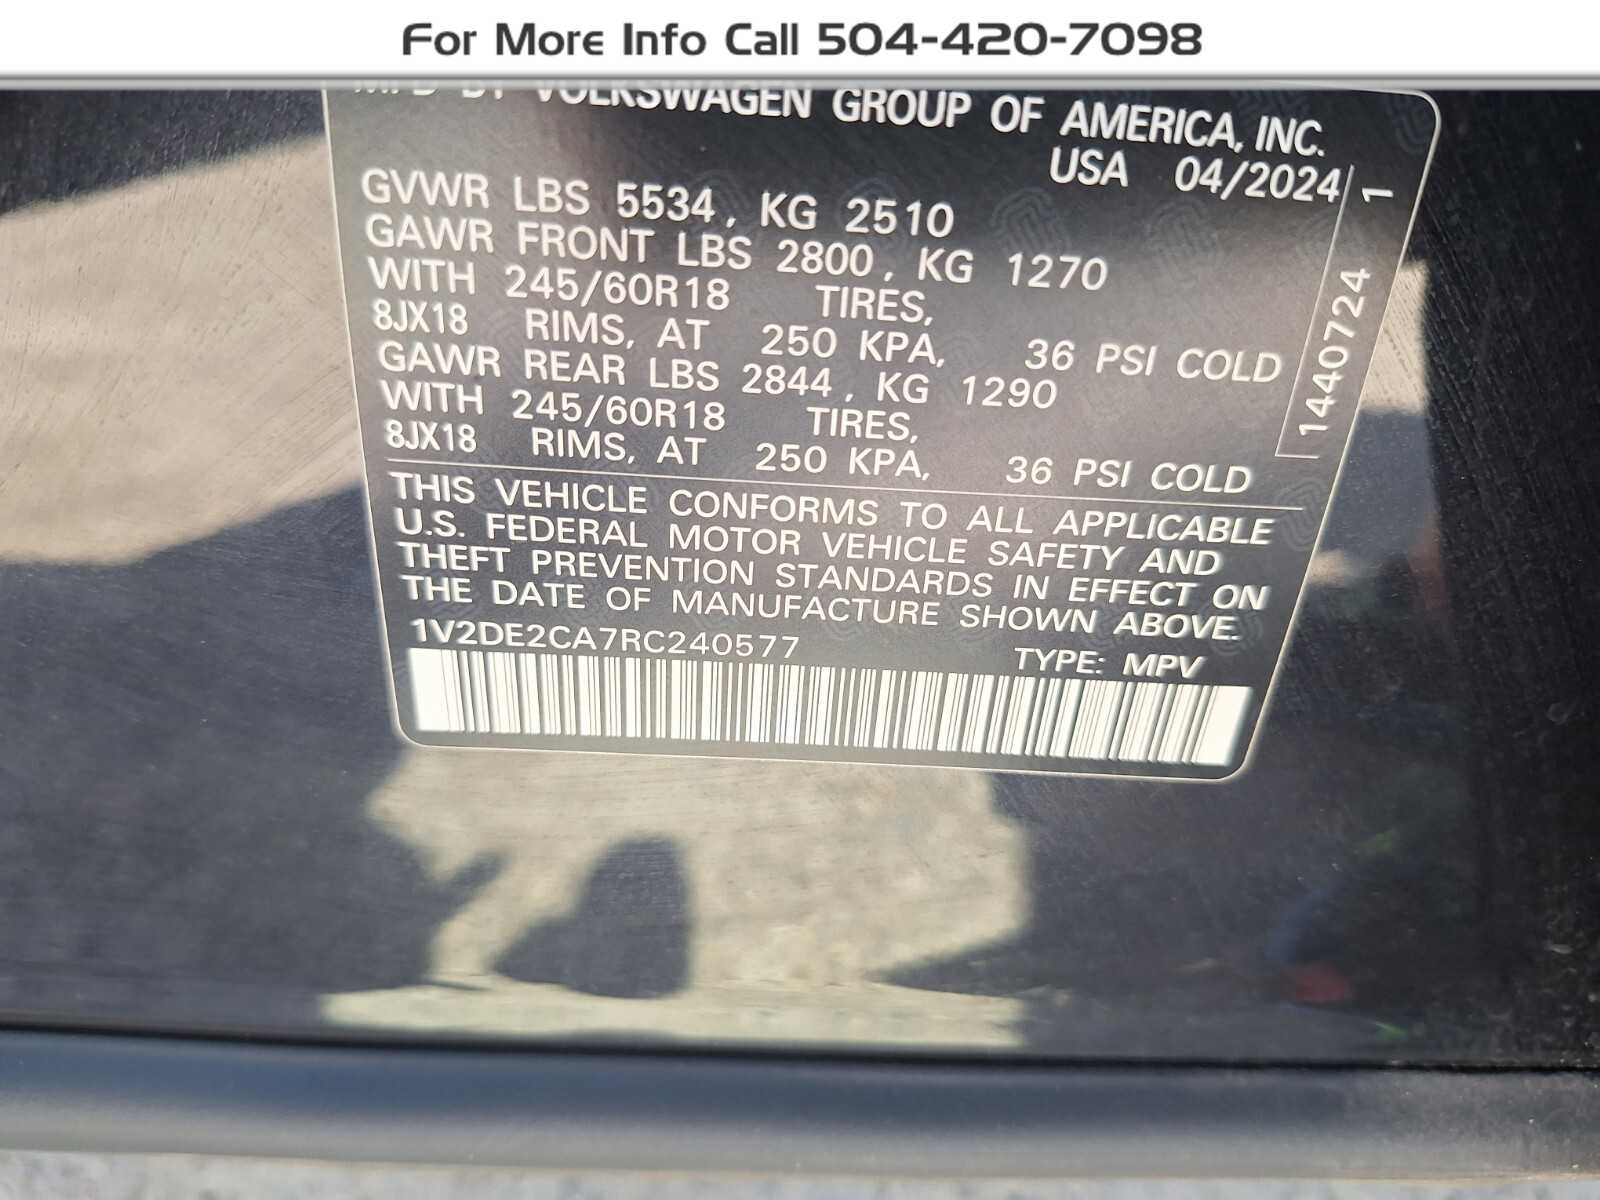 For More Info Call 504-420-7098
MFD BY VOLKSWAGEN GROUP OF AMERICA, INC.
USA 04/2024
GVWR LBS 5534, KG 2510
GAWR FRONT LBS 2800, KG 1270
WITH 245/60R18 TIRES,
8JX18 RIMS, AT 250 KPA, 36 PSI COLD
GAWR REAR LBS 2844, KG 1290
WITH 245/60R18 TIRES,
8JX18 RIMS, AT 250 KPA, 36 PSI COLD
1440724 1
THIS VEHICLE CONFORMS TO ALL APPLICABLE
U.S. FEDERAL MOTOR VEHICLE SAFETY AND
THEFT PREVENTION STANDARDS IN EFFECT ON
THE DATE OF MANUFACTURE SHOWN ABOVE.
1V2DE2CA7RC240577
TYPE: MPV